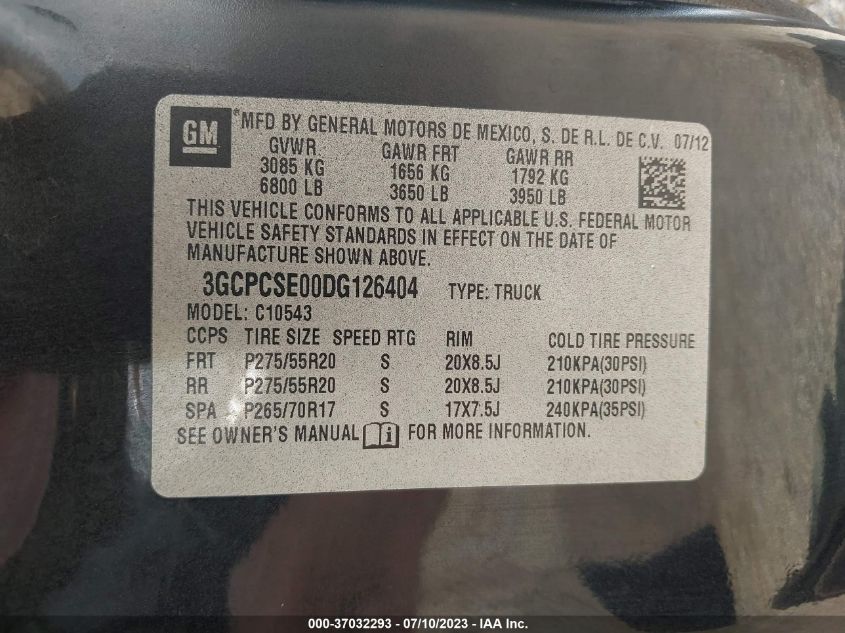 GM *MFD BY GENERAL MOTORS DE MEXICO, S. DE R.L. DE C.V. 07/12
GVWR GAWR FRT GAWR RR
3085 KG 1656 KG 1792 KG
6800 LB 3650 LB 3950 LB
THIS VEHICLE CONFORMS TO ALL APPLICABLE U.S. FEDERAL MOTOR
VEHICLE SAFETY STANDARDS IN EFFECT ON THE DATE OF
MANUFACTURE SHOWN ABOVE.
3GCPCSE00DG126404 TYPE: TRUCK
MODEL: C10543
CCPS TIRE SIZE SPEED RTG RIM COLD TIRE PRESSURE
FRT P275/55R20 S 20X8.5J 210KPA(30PSI)
RR P275/55R20 S 20X8.5J 210KPA(30PSI)
SPA P265/70R17 S 17X7.5J 240KPA(35PSI)
SEE OWNER'S MANUAL i FOR MORE INFORMATION.
000-37032293 - 07/10/2023 - IAA Inc.